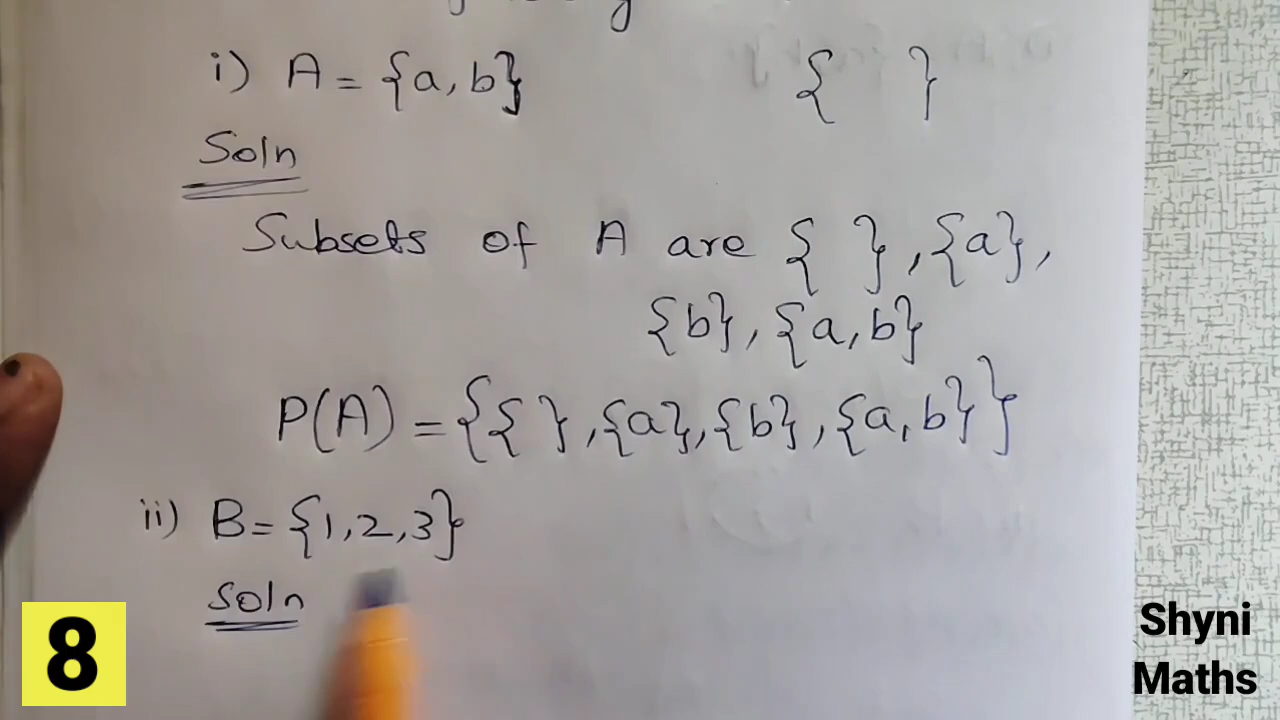 i) A = {a, b} { }
Soln
Subsets of A are { }, {a},
{b}, {a, b}
P(A) = {{ }, {a}, {b}, {a, b}}
ii) B = {1, 2, 3}
Soln
8
Shyni
Maths